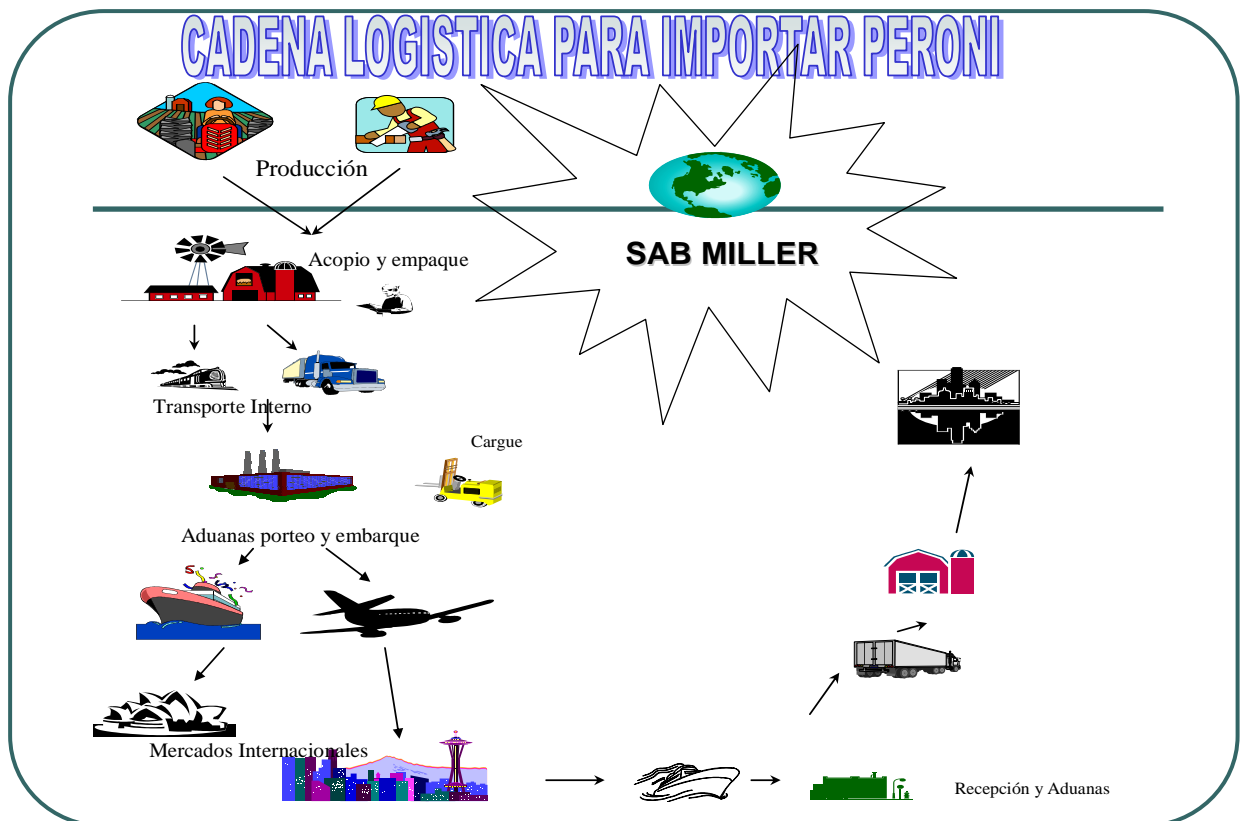 CADENA LOGISTICA PARA IMPORTAR PERONI
Producción
SAB MILLER
Acopio y empaque
Transporte Interno
Cargue
Aduanas porteo y embarque
Mercados Internacionales
Recepción y Aduanas